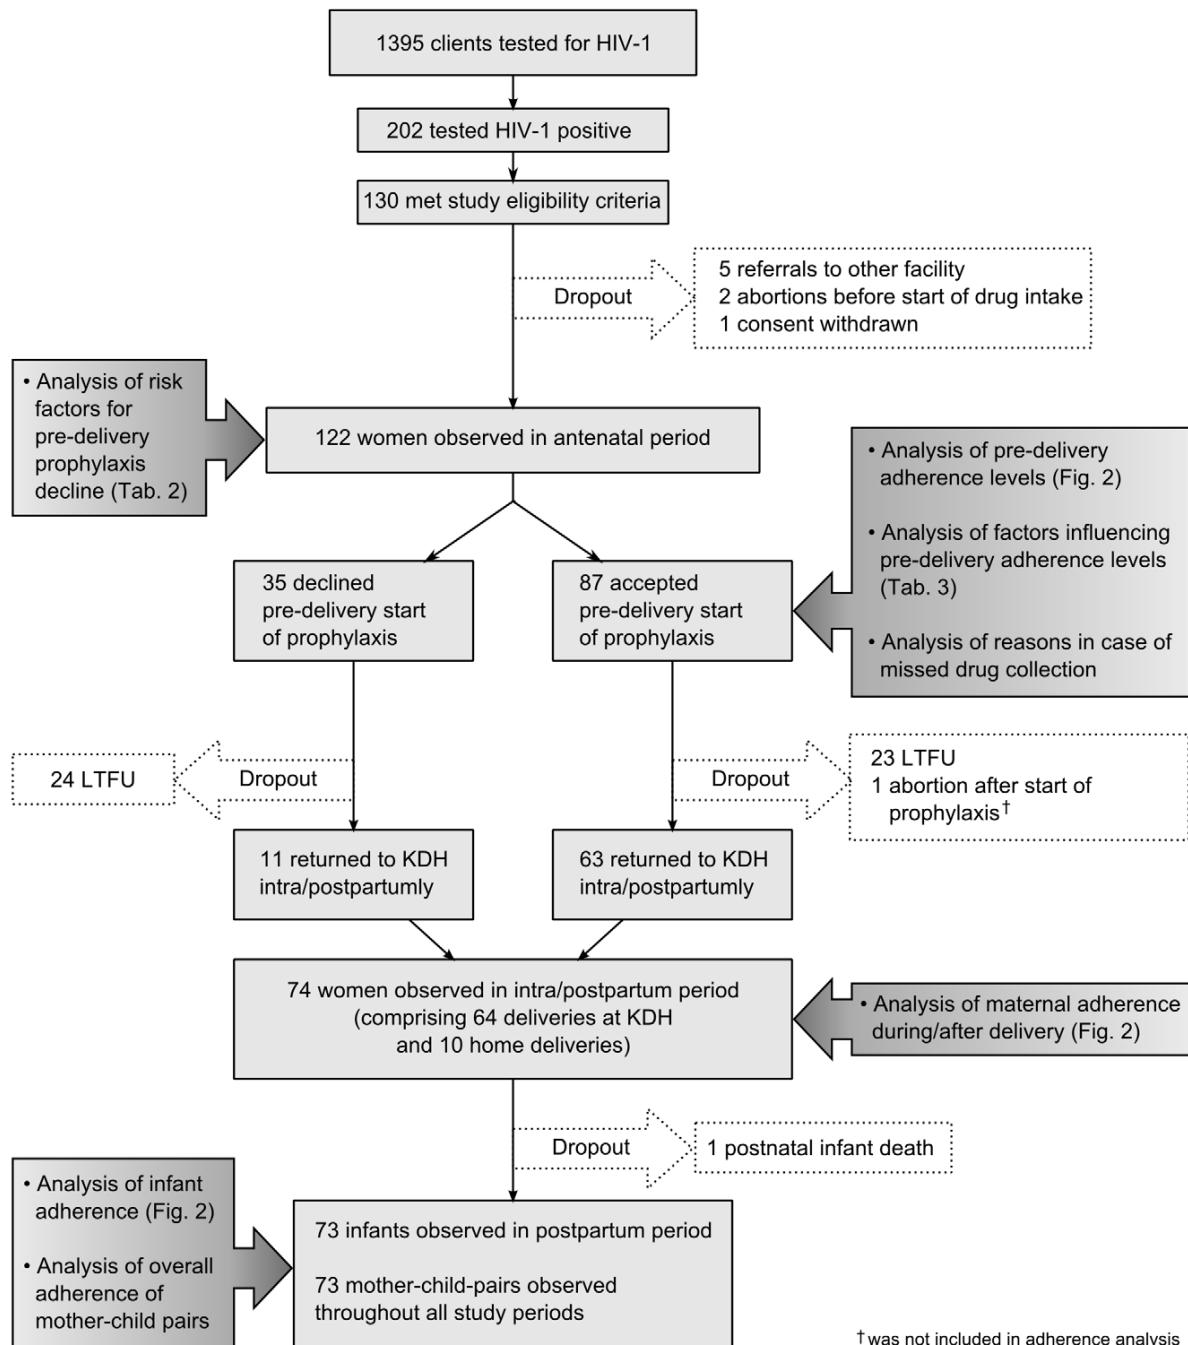 1395 clients tested for HIV-1
202 tested HIV-1 positive
130 met study eligibility criteria
Dropout
5 referrals to other facility
2 abortions before start of drug intake
1 consent withdrawn
• Analysis of risk
factors for
pre-delivery
prophylaxis
decline (Tab. 2)
122 women observed in antenatal period
• Analysis of pre-delivery
adherence levels (Fig. 2)
• Analysis of factors influencing
pre-delivery adherence levels
(Tab. 3)
• Analysis of reasons in case of
missed drug collection
35 declined
pre-delivery start
of prophylaxis
87 accepted
pre-delivery start
of prophylaxis
24 LTFU
Dropout
Dropout
23 LTFU
1 abortion after start of
prophylaxis†
11 returned to KDH
intra/postpartumly
63 returned to KDH
intra/postpartumly
74 women observed in intra/postpartum period
(comprising 64 deliveries at KDH
and 10 home deliveries)
• Analysis of maternal adherence
during/after delivery (Fig. 2)
Dropout
1 postnatal infant death
• Analysis of infant
adherence (Fig. 2)
• Analysis of overall
adherence of
mother-child pairs
73 infants observed in postpartum period
73 mother-child-pairs observed
throughout all study periods
† was not included in adherence analysis